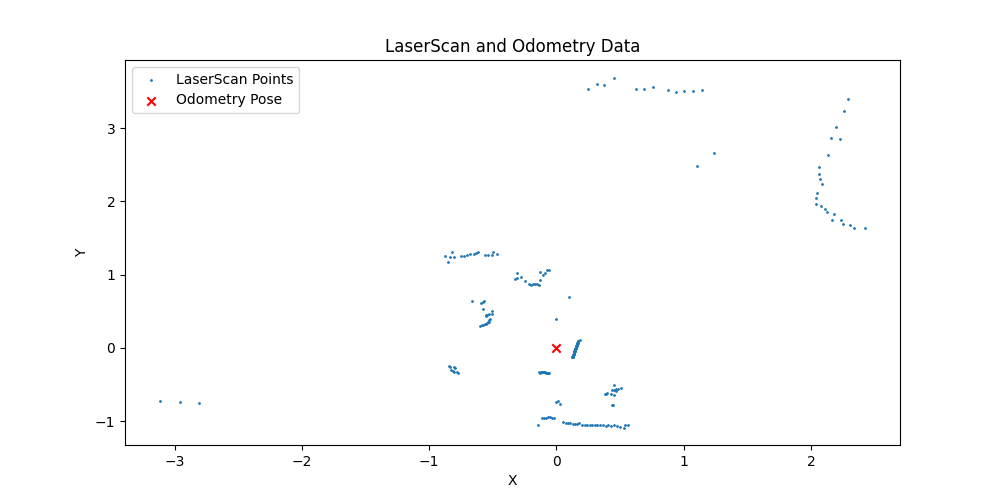 LaserScan and Odometry Data
LaserScan Points
Odometry Pose
Y
3
2
1
0
−1
−3
−2
−1
0
1
2
X